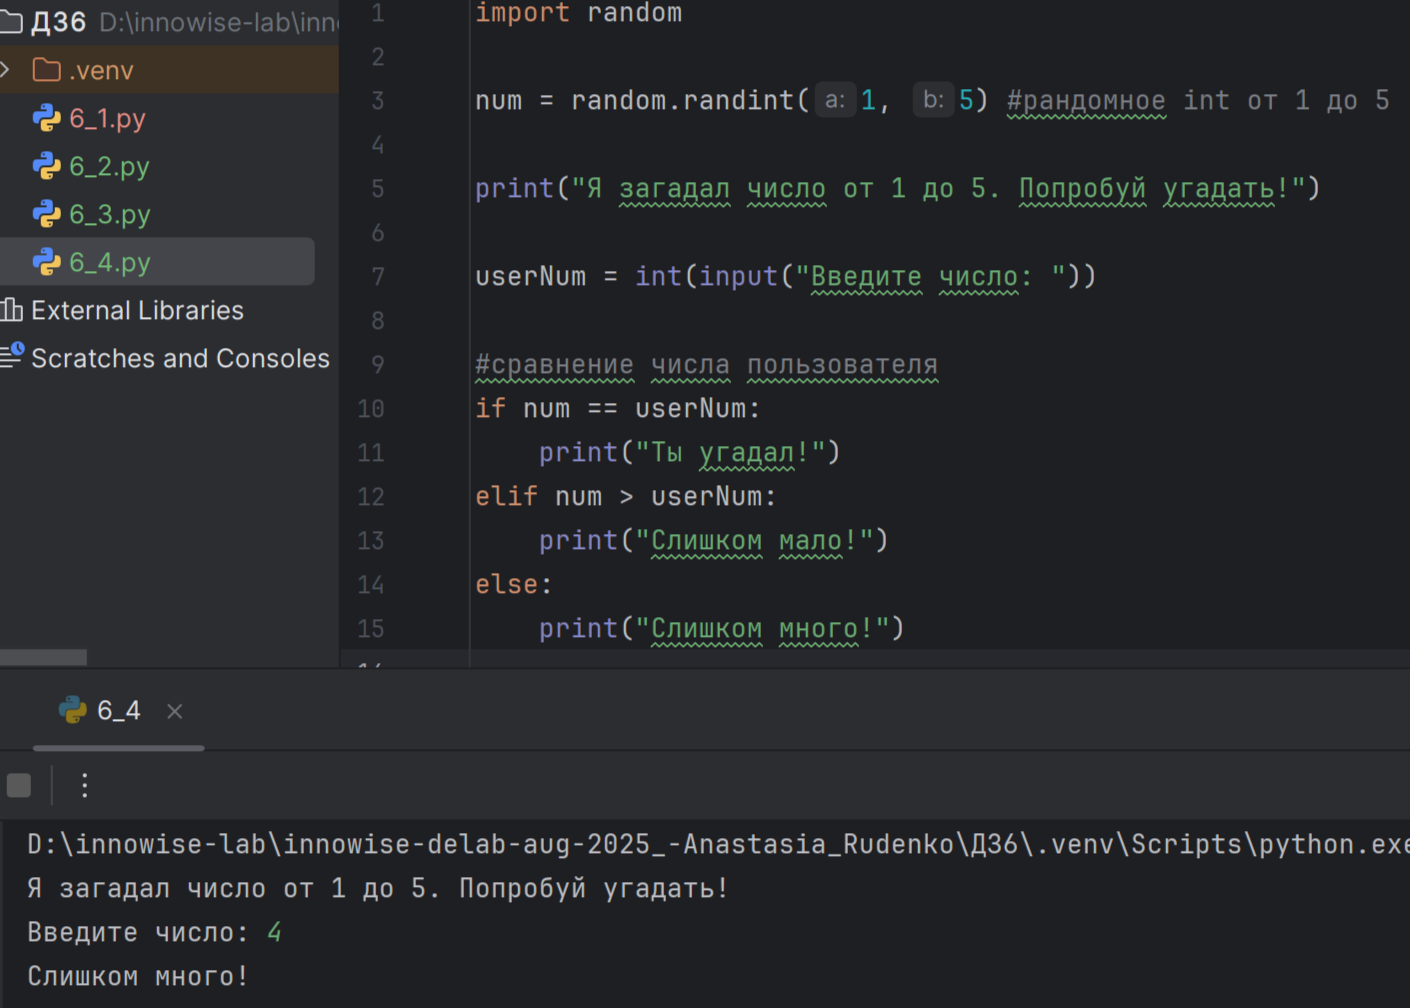 ДЗ6 D:\innowise-lab\inn
.venv
6_1.py
6_2.py
6_3.py
6_4.py
External Libraries
Scratches and Consoles
1 import random
2
3 num = random.randint( a: 1, b: 5) #рандомное int от 1 до 5
4
5 print("Я загадал число от 1 до 5. Попробуй угадать!")
6
7 userNum = int(input("Введите число: "))
8
9 #сравнение числа пользователя
10 if num == userNum:
11 print("Ты угадал!")
12 elif num > userNum:
13 print("Слишком мало!")
14 else:
15 print("Слишком много!")
6_4
D:\innowise-lab\innowise-delab-aug-2025_-Anastasia_Rudenko\ДЗ6\.venv\Scripts\python.exe
Я загадал число от 1 до 5. Попробуй угадать!
Введите число: 4
Слишком много!